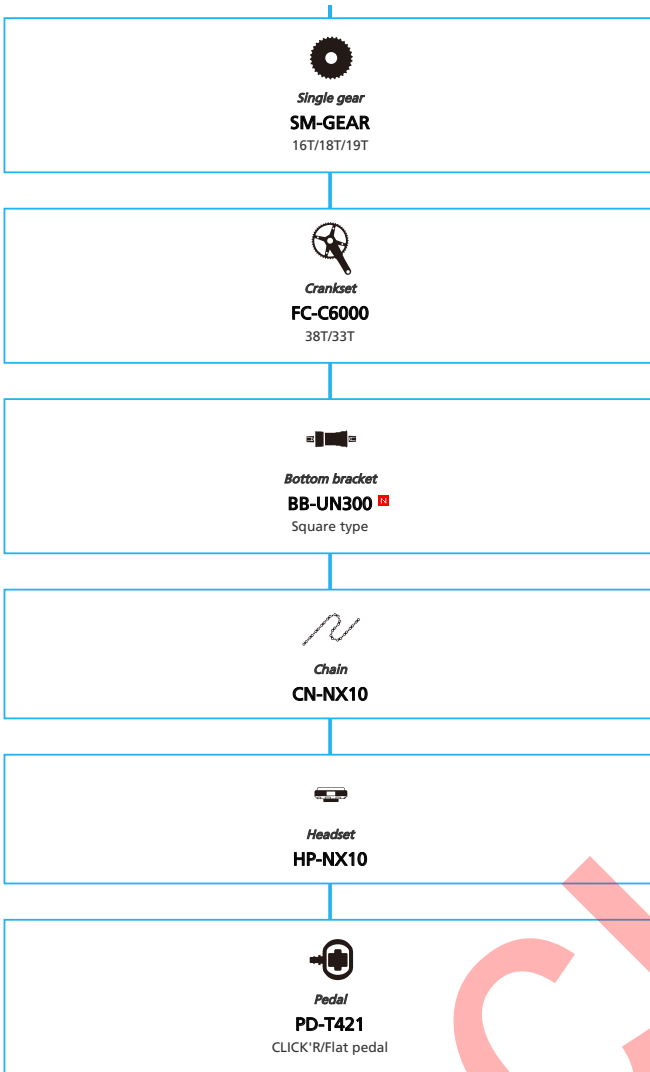 Single gear
SM-GEAR
16T/18T/19T
Crankset
FC-C6000
38T/33T
Bottom bracket
BB-UN300 N
Square type
Chain
CN-NX10
Headset
HP-NX10
Pedal
PD-T421
CLICK'R/Flat pedal